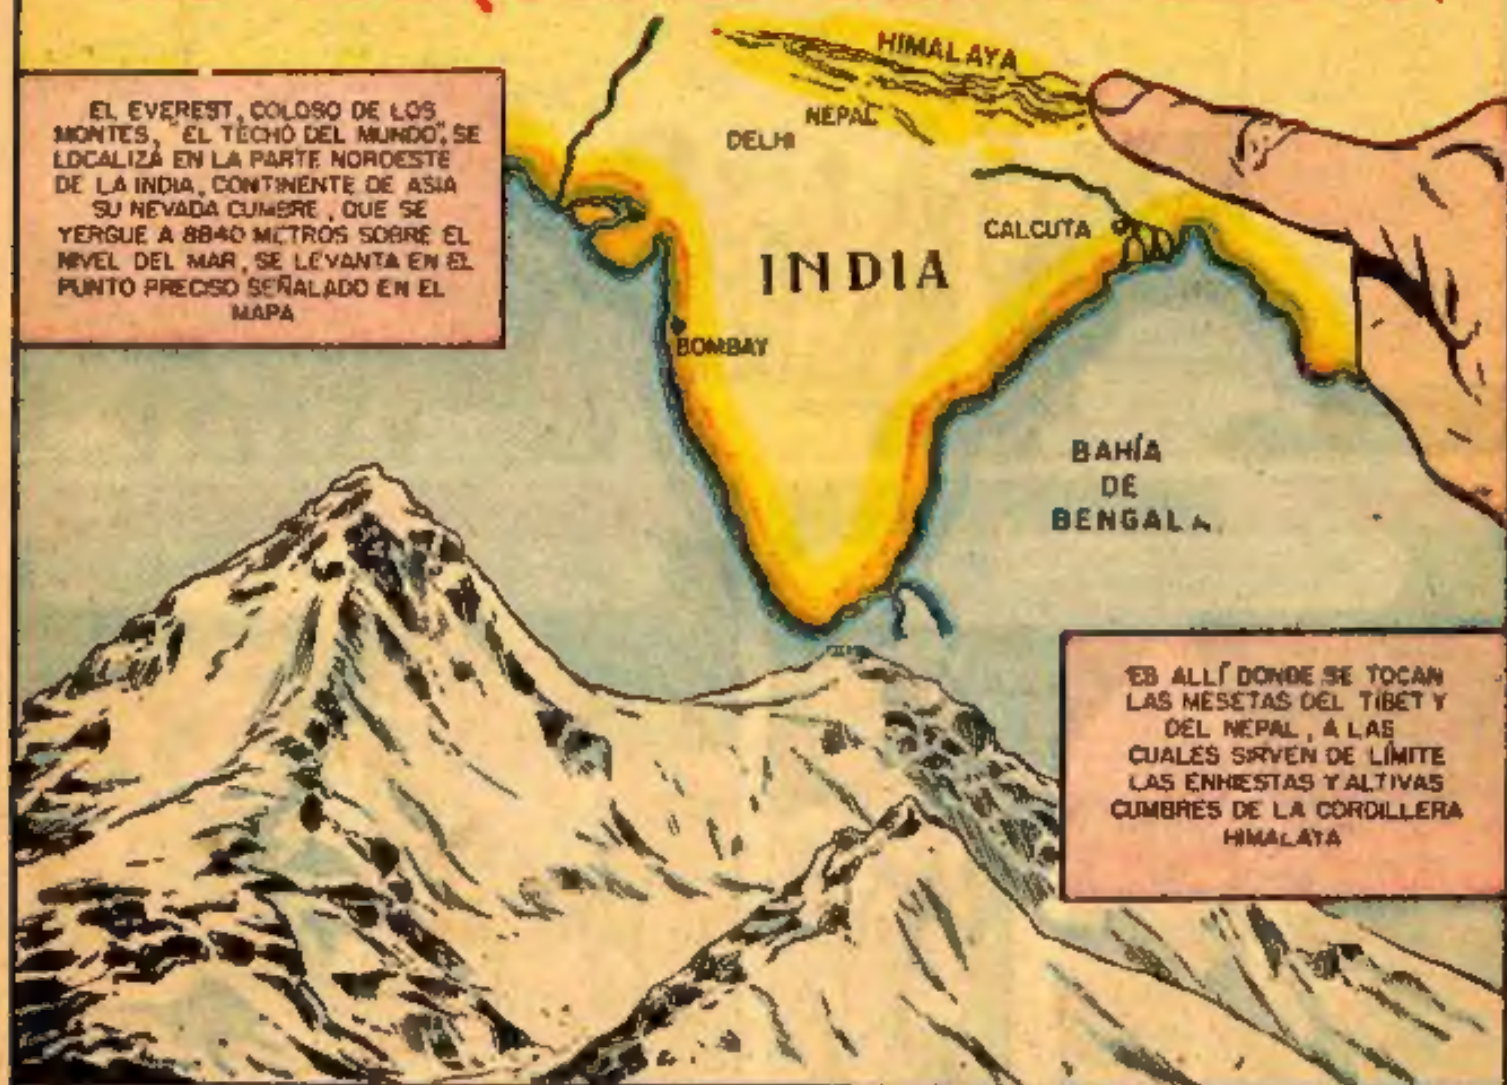 HIMALAYA
NEPAL
DELHI
CALCUTA
INDIA
BOMBAY
BAHÍA
DE
BENGALA
EL EVEREST, COLOSO DE LOS
MONTES, "EL TECHO DEL MUNDO", SE
LOCALIZA EN LA PARTE NOROESTE
DE LA INDIA, CONTINENTE DE ASIA
SU NEVADA CUMBRE, QUE SE
YERGUE A 8840 METROS SOBRE EL
NIVEL DEL MAR, SE LEVANTA EN EL
PUNTO PRECISO SEÑALADO EN EL
MAPA
ES ALLÍ DONDE SE TOCAN
LAS MESETAS DEL TIBET Y
DEL NEPAL, A LAS
CUALES SIRVEN DE LÍMITE
LAS ENHIESTAS Y ALTIVAS
CUMBRES DE LA CORDILLERA
HIMALAYA